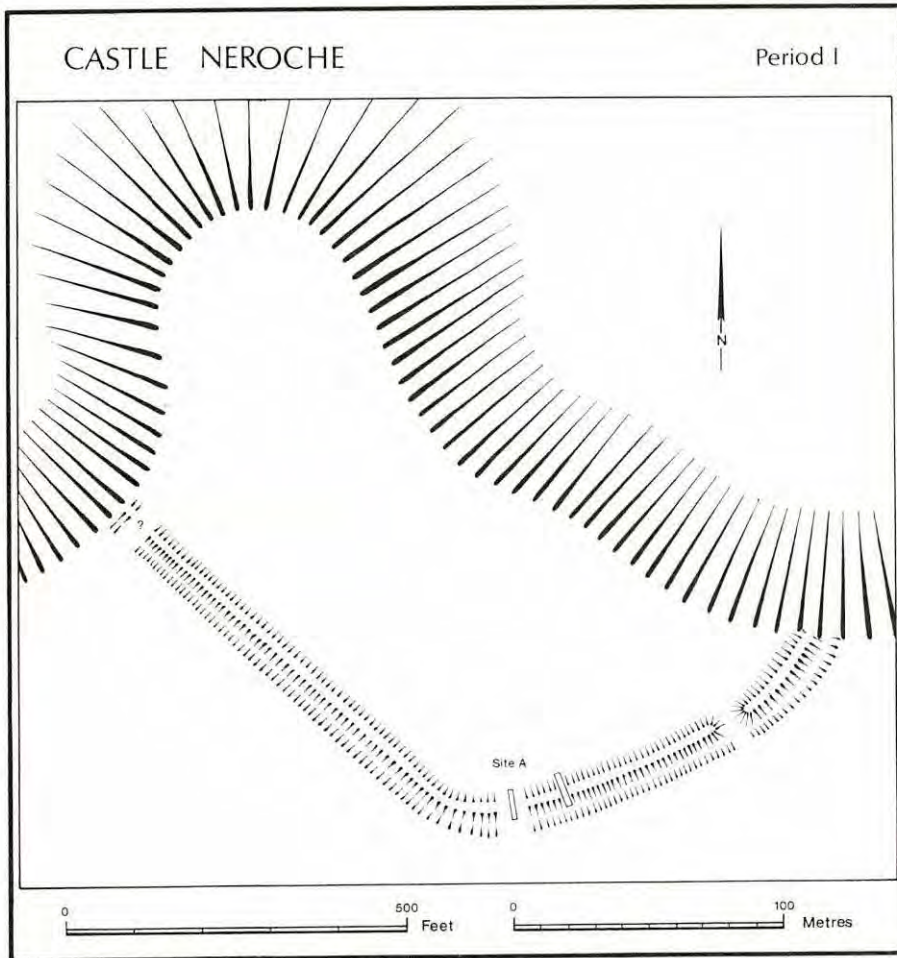 CASTLE NEROCHE
Period I
N
?
Site A
0 500 Feet
0 100 Metres